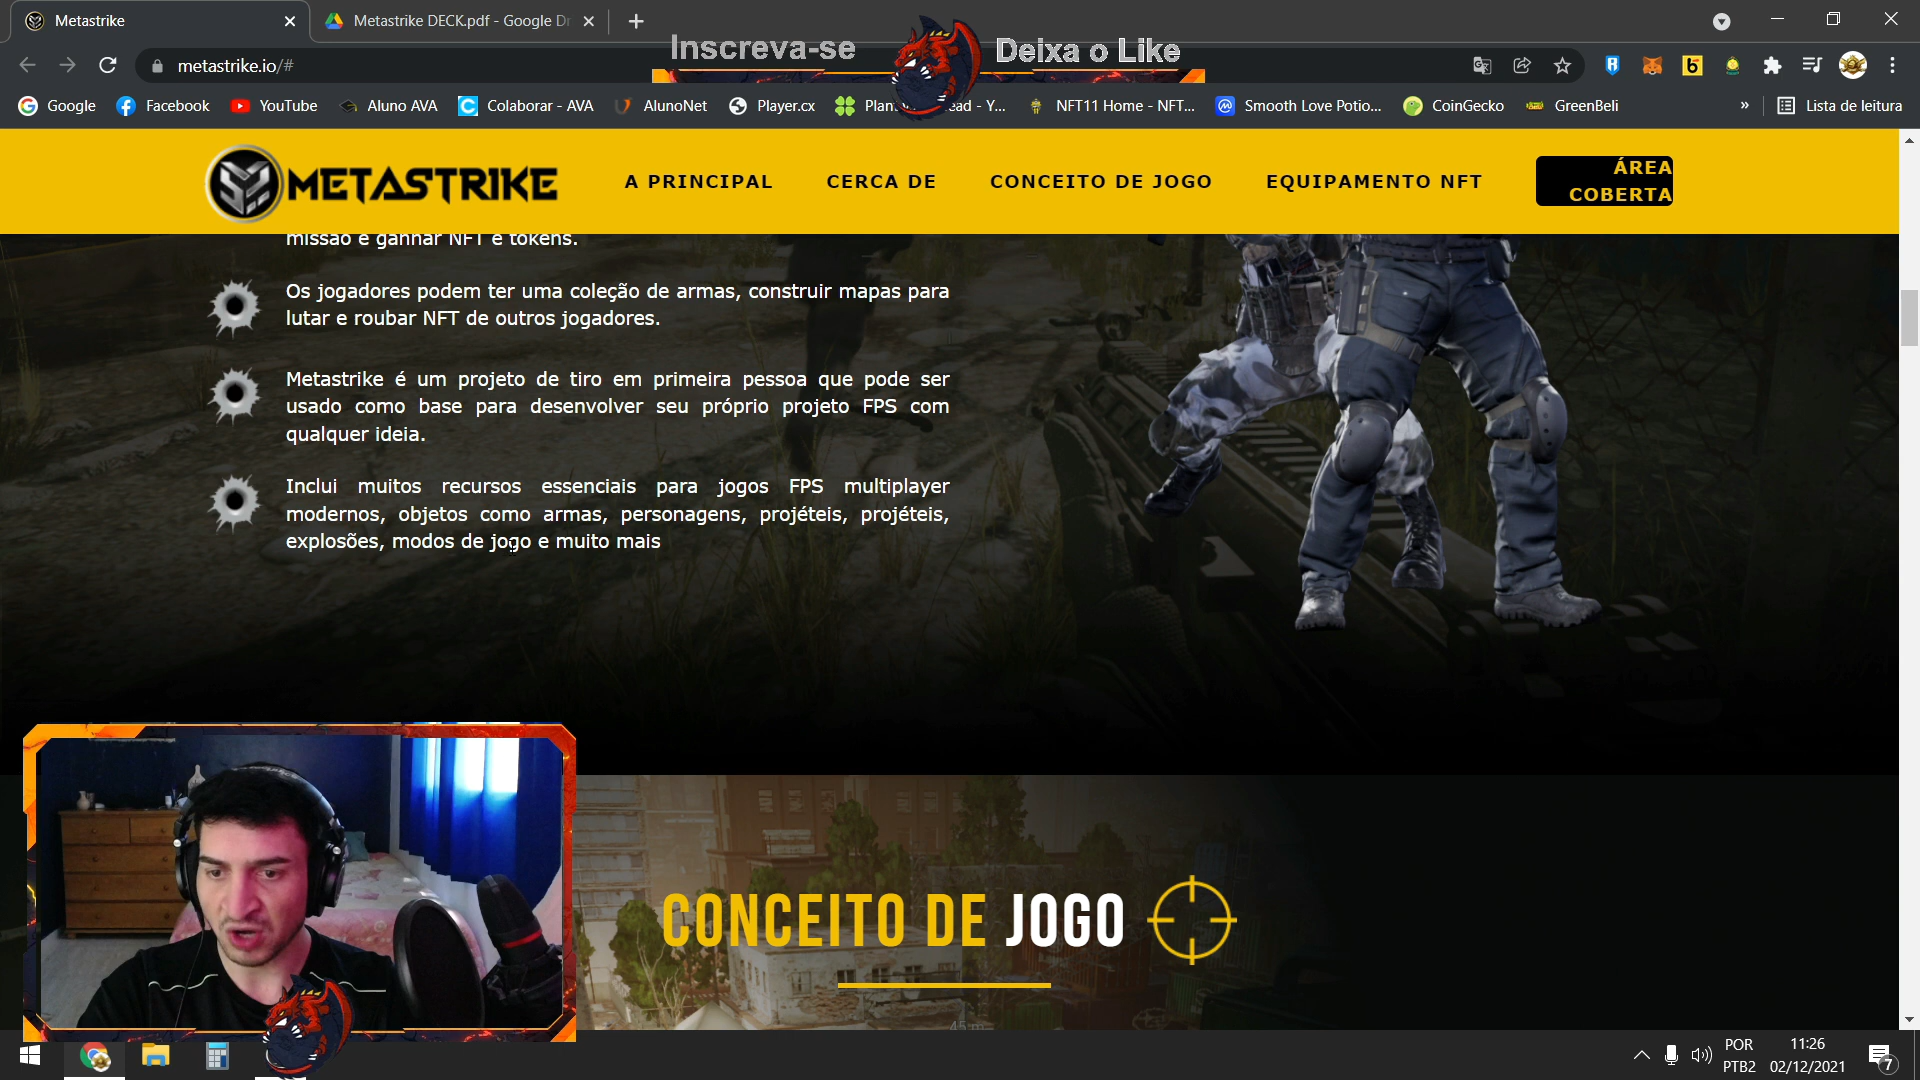 Metastrike
Metastrike DECK.pdf - Google Dr
Inscreva-se
Deixa o Like
metastrike.io/#
Google
Facebook
YouTube
Aluno AVA
Colaborar - AVA
AlunoNet
Player.cx
NFT11 Home - NFT...
Smooth Love Potio...
CoinGecko
GreenBeli
»
Lista de leitura
METASTRIKE
A PRINCIPAL
CERCA DE
CONCEITO DE JOGO
EQUIPAMENTO NFT
ÁREA
COBERTA
missão e ganhar NFT e tokens.
Os jogadores podem ter uma coleção de armas, construir mapas para
lutar e roubar NFT de outros jogadores.
Metastrike é um projeto de tiro em primeira pessoa que pode ser
usado como base para desenvolver seu próprio projeto FPS com
qualquer ideia.
Inclui muitos recursos essenciais para jogos FPS multiplayer
modernos, objetos como armas, personagens, projéteis, projéteis,
explosões, modos de jogo e muito mais
CONCEITO DE JOGO
45 m
POR
PTB2
11:26
02/12/2021
7